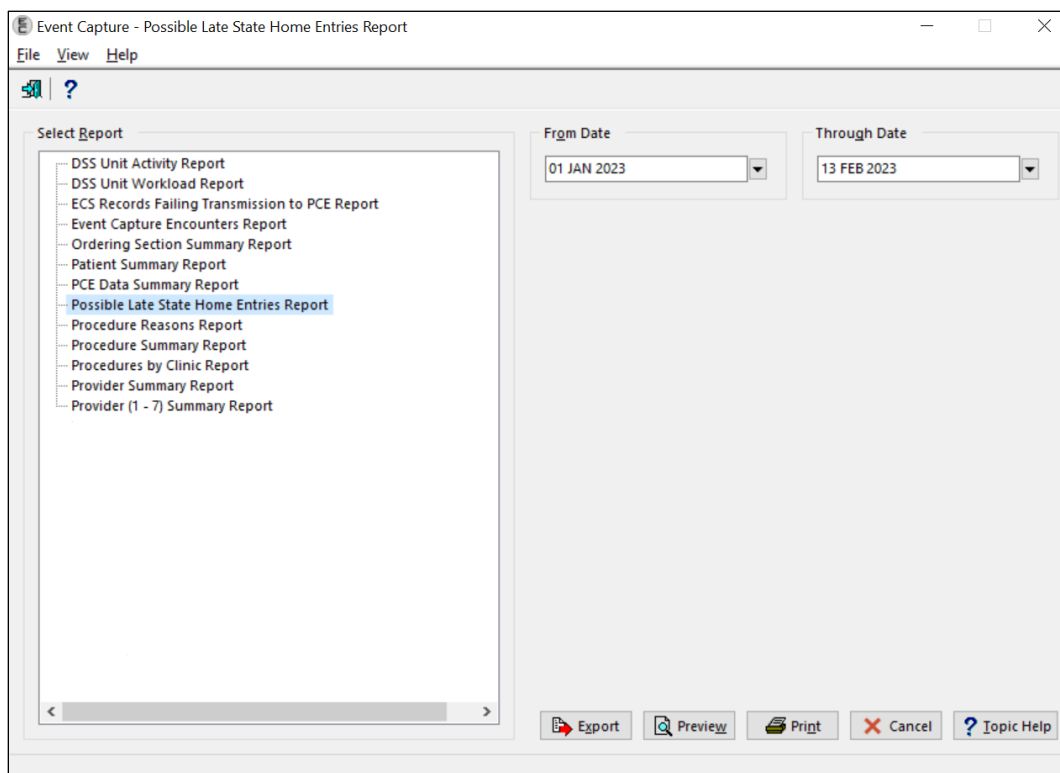 Event Capture - Possible Late State Home Entries Report
File View Help
Select Report
DSS Unit Activity Report
DSS Unit Workload Report
ECS Records Failing Transmission to PCE Report
Event Capture Encounters Report
Ordering Section Summary Report
Patient Summary Report
PCE Data Summary Report
Possible Late State Home Entries Report
Procedure Reasons Report
Procedure Summary Report
Procedures by Clinic Report
Provider Summary Report
Provider (1 - 7) Summary Report
From Date
01 JAN 2023
Through Date
13 FEB 2023
Export Preview Print Cancel Topic Help